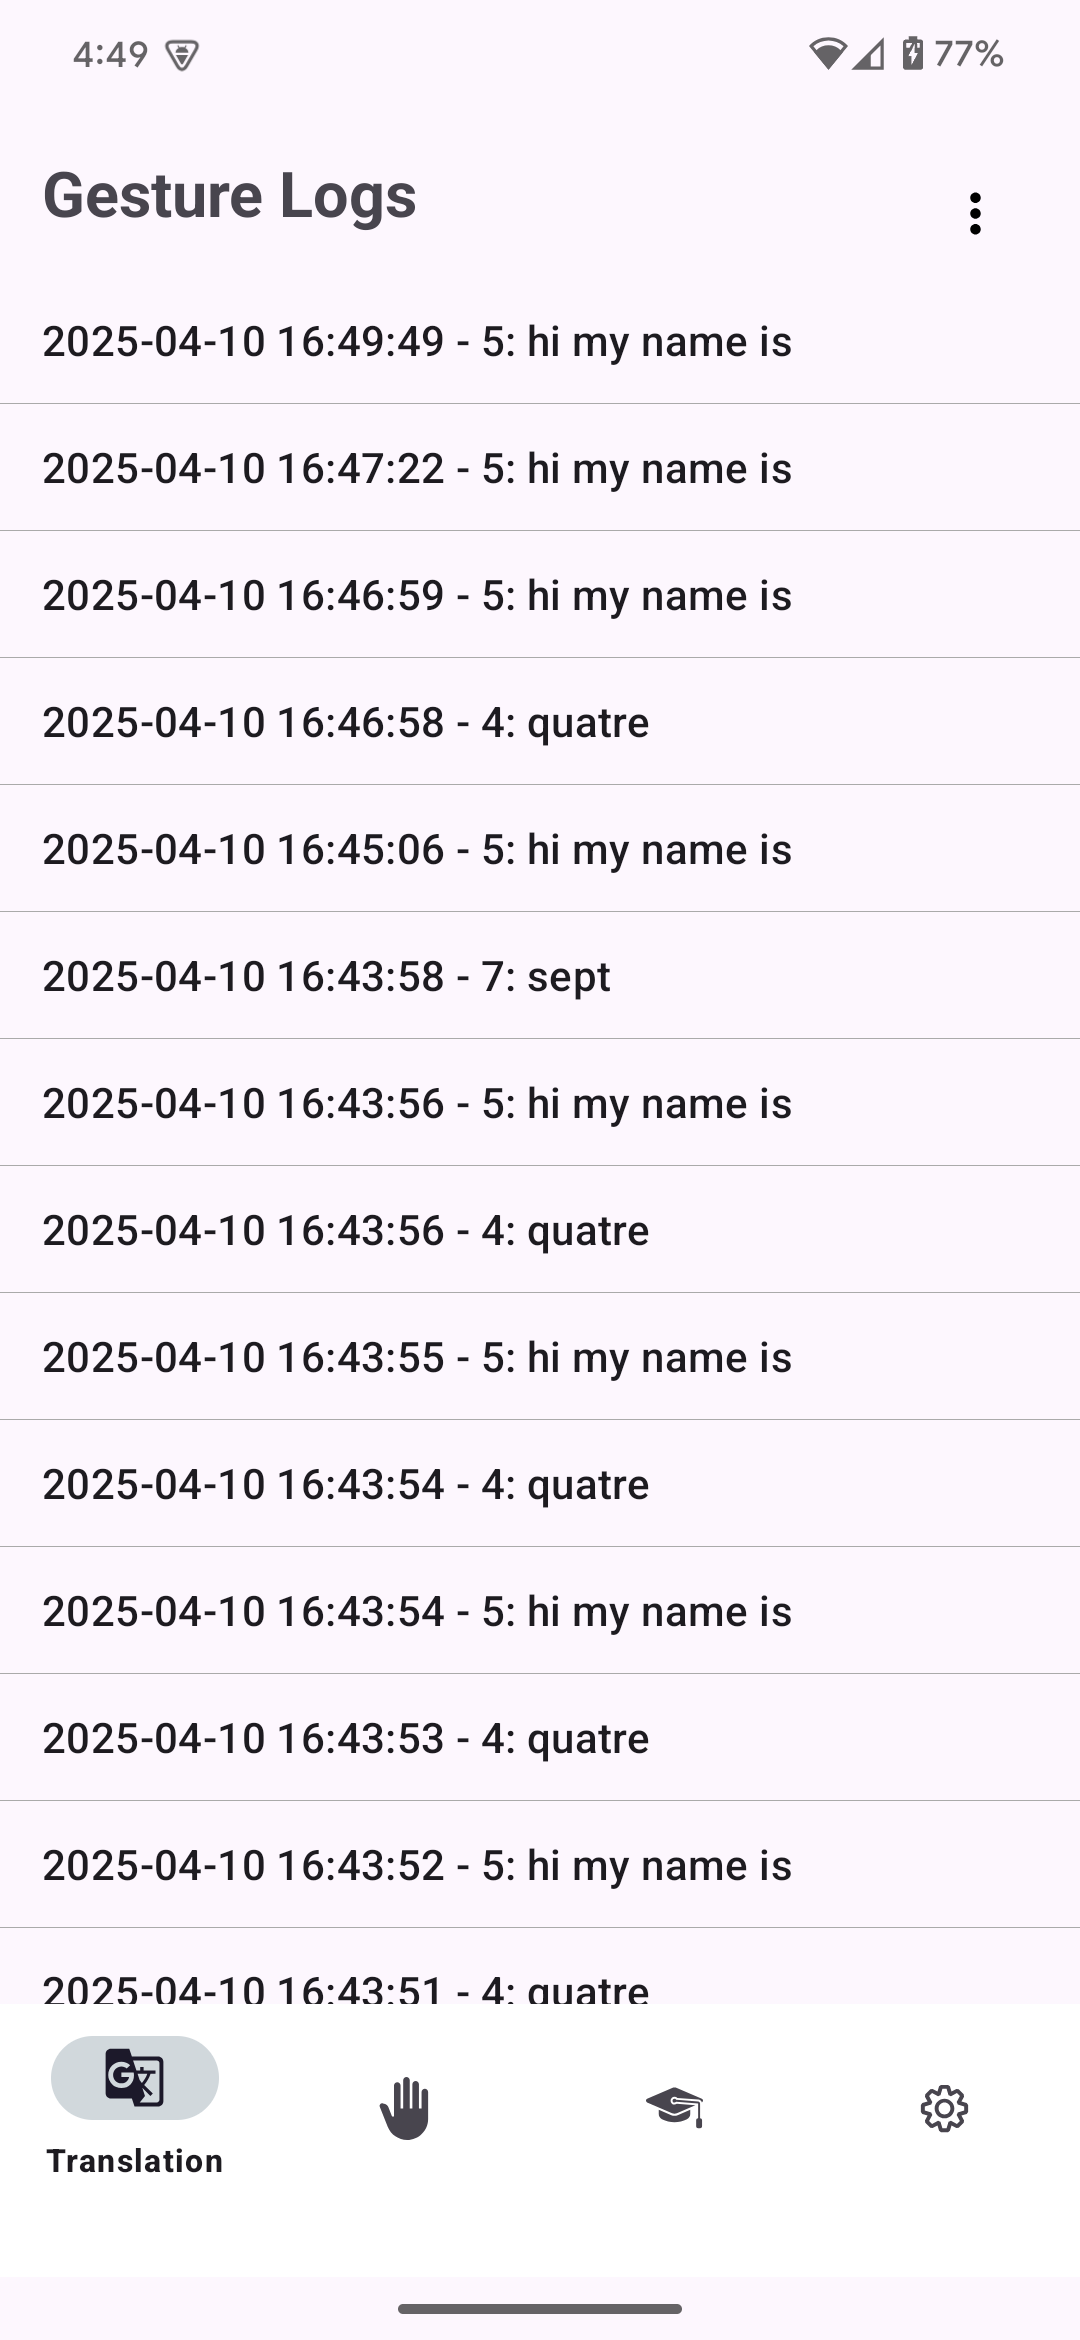 4:49
77%
Gesture Logs
2025-04-10 16:49:49 - 5: hi my name is
2025-04-10 16:47:22 - 5: hi my name is
2025-04-10 16:46:59 - 5: hi my name is
2025-04-10 16:46:58 - 4: quatre
2025-04-10 16:45:06 - 5: hi my name is
2025-04-10 16:43:58 - 7: sept
2025-04-10 16:43:56 - 5: hi my name is
2025-04-10 16:43:56 - 4: quatre
2025-04-10 16:43:55 - 5: hi my name is
2025-04-10 16:43:54 - 4: quatre
2025-04-10 16:43:54 - 5: hi my name is
2025-04-10 16:43:53 - 4: quatre
2025-04-10 16:43:52 - 5: hi my name is
2025-04-10 16:43:51 - 4: quatre
G文
Translation